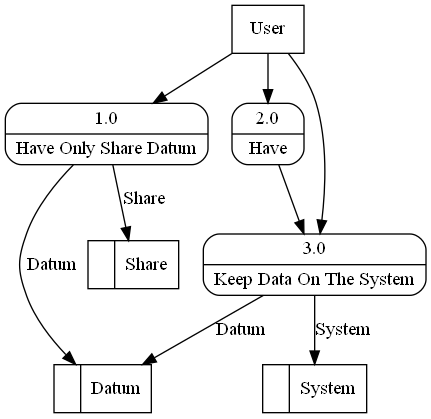 User
1.0
Have Only Share Datum
2.0
Have
Share
3.0
Keep Data On The System
Datum
Share
Datum
System
Datum
System